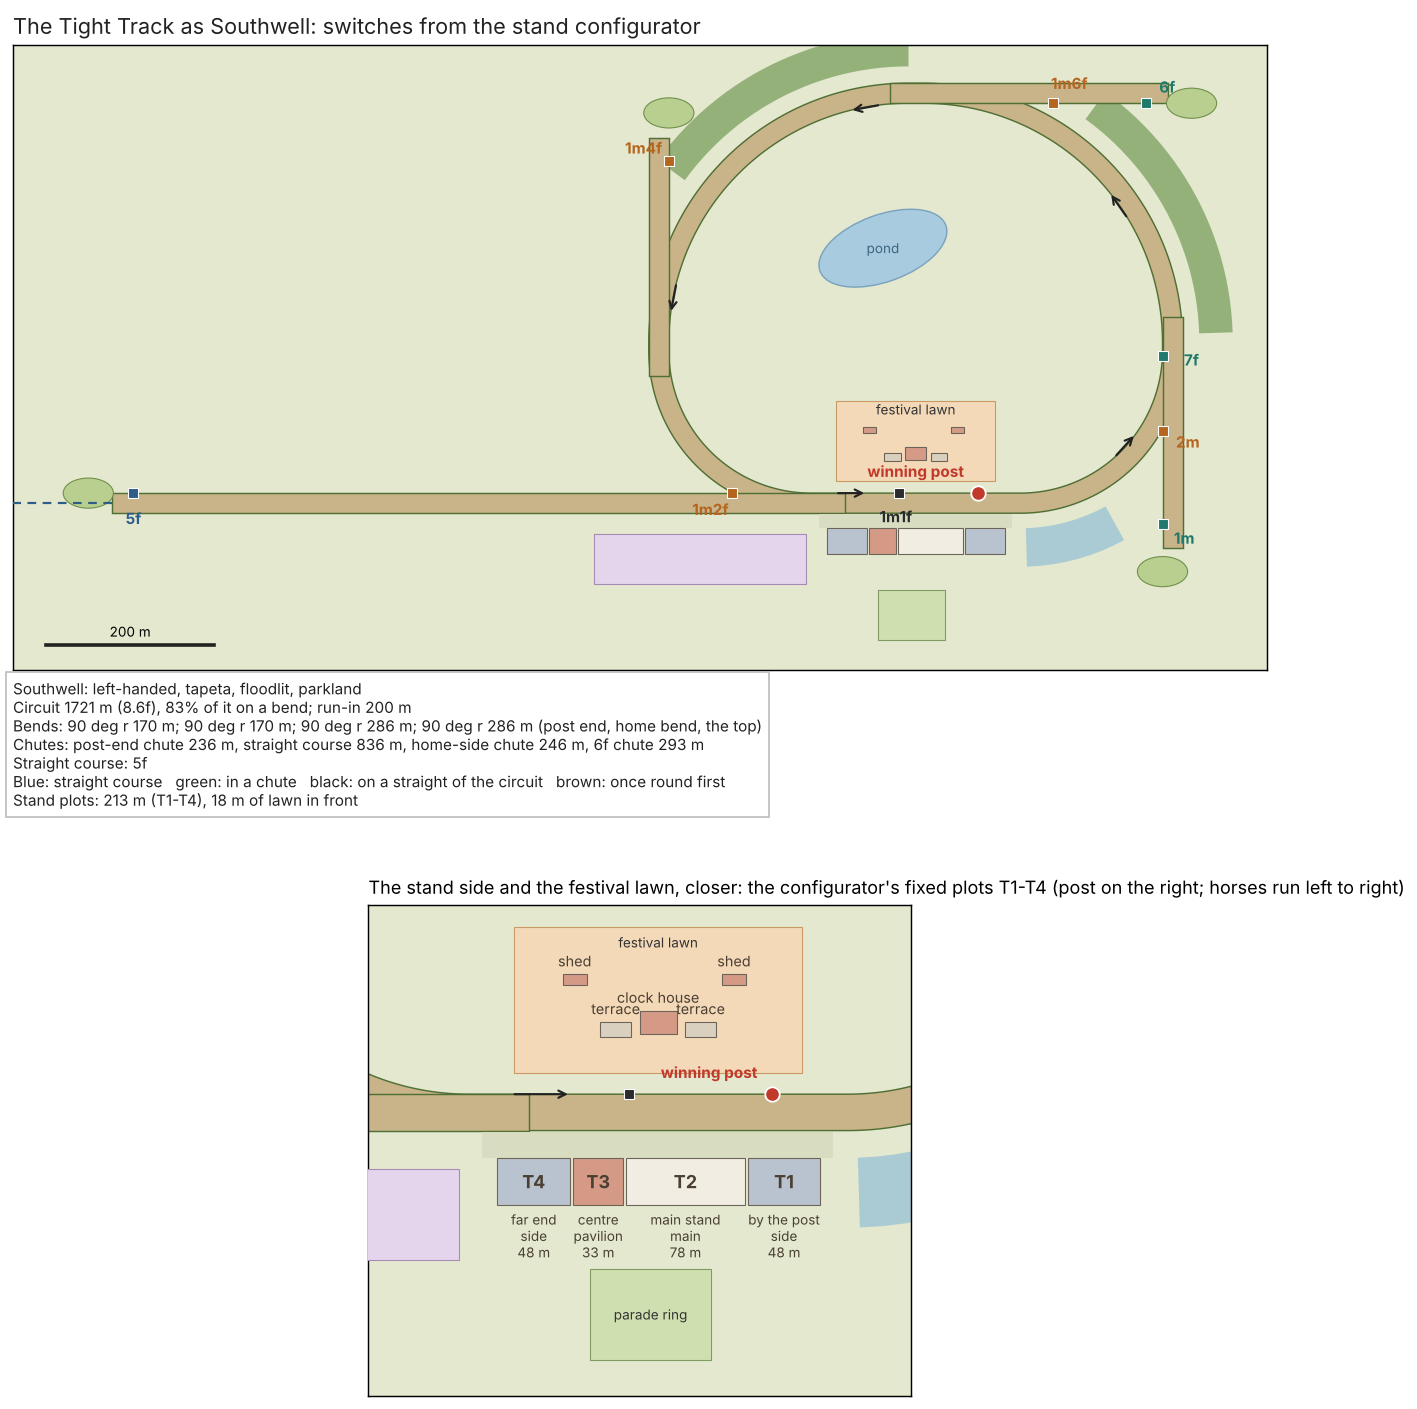 The Tight Track as Southwell: switches from the stand configurator
1m6f
6f
1m4f
pond
7f
festival lawn
2m
winning post
1m2f
1m1f
5f
1m
200 m
Southwell: left-handed, tapeta, floodlit, parkland
Circuit 1721 m (8.6f), 83% of it on a bend; run-in 200 m
Bends: 90 deg r 170 m; 90 deg r 170 m; 90 deg r 286 m; 90 deg r 286 m (post end, home bend, the top)
Chutes: post-end chute 236 m, straight course 836 m, home-side chute 246 m, 6f chute 293 m
Straight course: 5f
Blue: straight course   green: in a chute   black: on a straight of the circuit   brown: once round first
Stand plots: 213 m (T1-T4), 18 m of lawn in front
The stand side and the festival lawn, closer: the configurator's fixed plots T1-T4 (post on the right; horses run left to right)
festival lawn
shed shed
clock house
terrace terrace
winning post
T4 T3 T2 T1
far end centre main stand by the post
side pavilion main side
48 m 33 m 78 m 48 m
parade ring